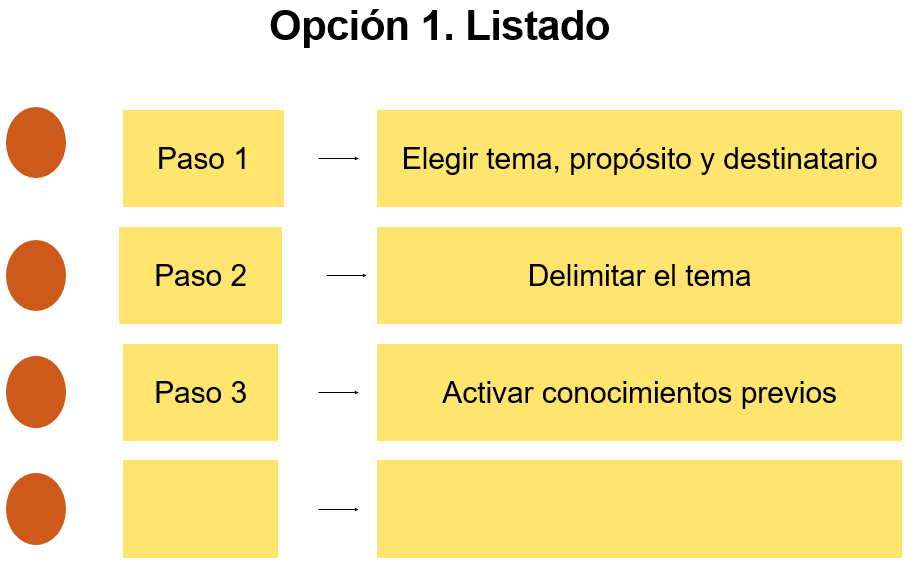 Opción 1. Listado
Paso 1
Elegir tema, propósito y destinatario
Paso 2
Delimitar el tema
Paso 3
Activar conocimientos previos